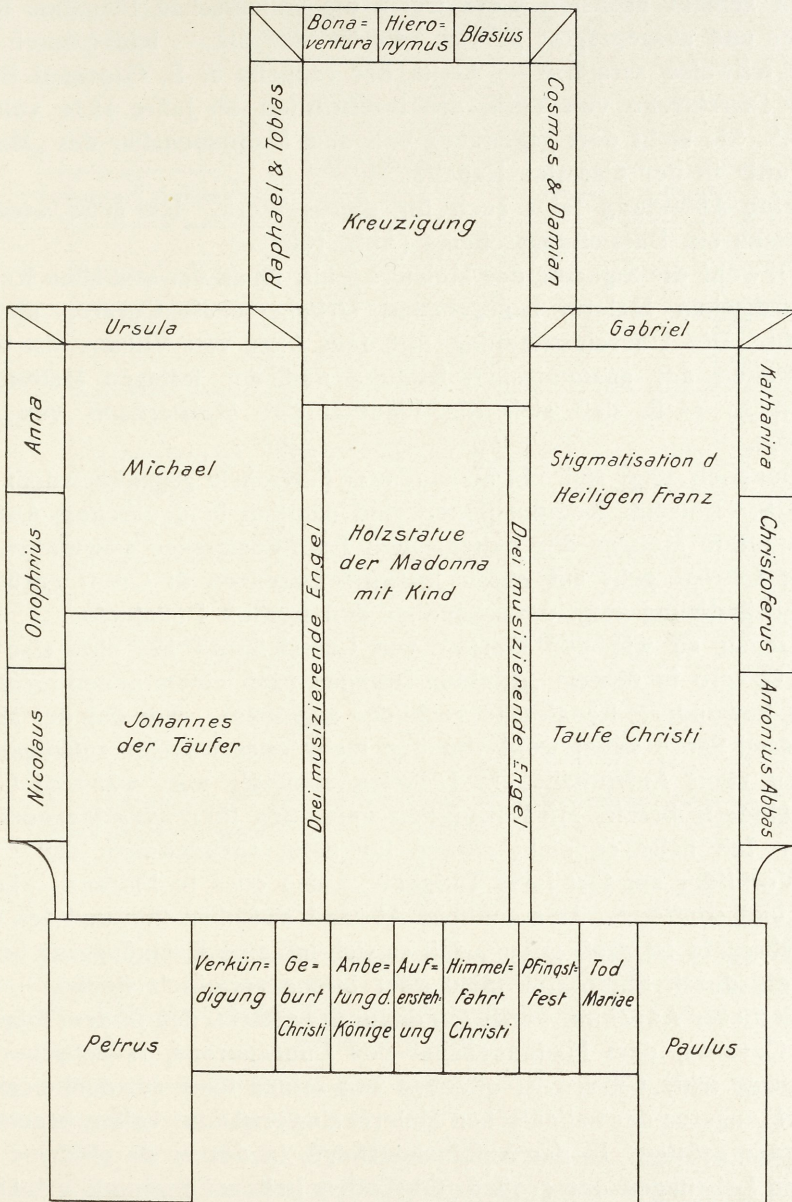 Bona=
ventura
Hiero=
nymus
Blasius
Raphael & Tobias
Kreuzigung
Cosmas & Damian
Ursula
Gabriel
Anna
Michael
Stigmatisation d
Heiligen Franz
Katharina
Onophrius
Drei musizierende Engel
Holzstatue
der Madonna
mit Kind
Drei musizierende Engel
Christoferus
Nicolaus
Johannes
der Täufer
Taufe Christi
Antonius Abbas
Petrus
Verkün=
digung
Ge=
burt
Christi
Anbe=
tung d.
Könige
Auf=
ersteh=
ung
Himmel=
fahrt
Christi
Pfingst=
fest
Tod
Mariae
Paulus